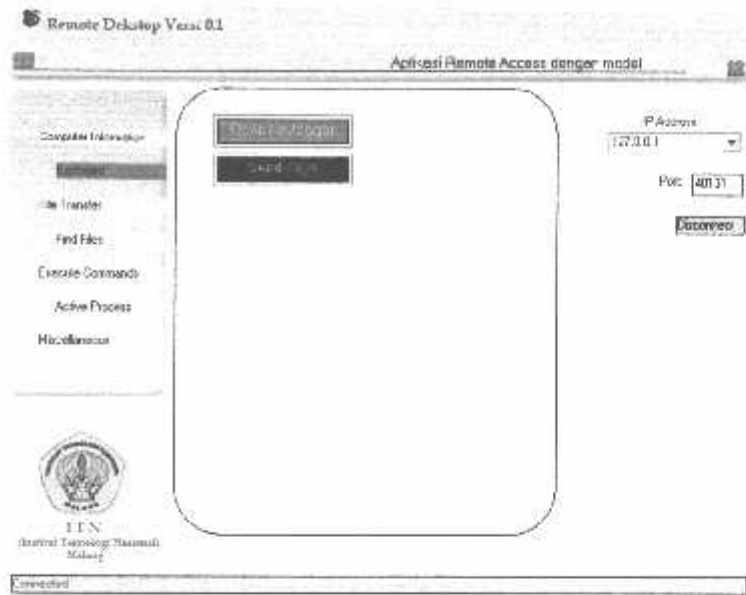 Remote Dekstop Versi 0.1
Aplikasi Remote Access dengan model
Computer Information
File Transfer
Find Files
Execute Commands
Active Process
Miscellaneous
IP Address
127.0.0.1
Port: 40131
Disconnect
ITN
(Institut Teknologi Nasional)
Malang
Connected